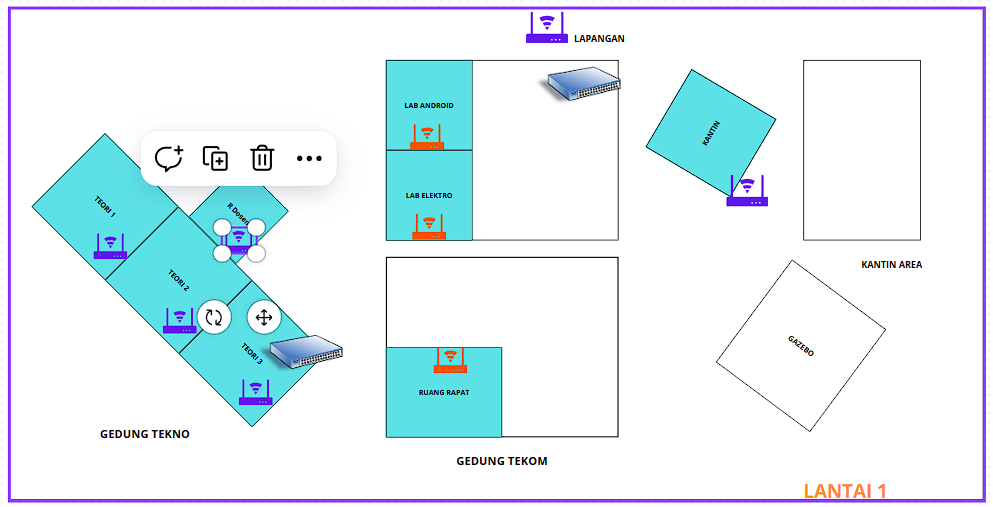 LAPANGAN
LAB ANDROID
KANTIN
LAB ELEKTRO
TEORI 1
R Dosen
TEORI 2
KANTIN AREA
TEORI 3
GAZEBO
RUANG RAPAT
GEDUNG TEKNO
GEDUNG TEKOM
LANTAI 1